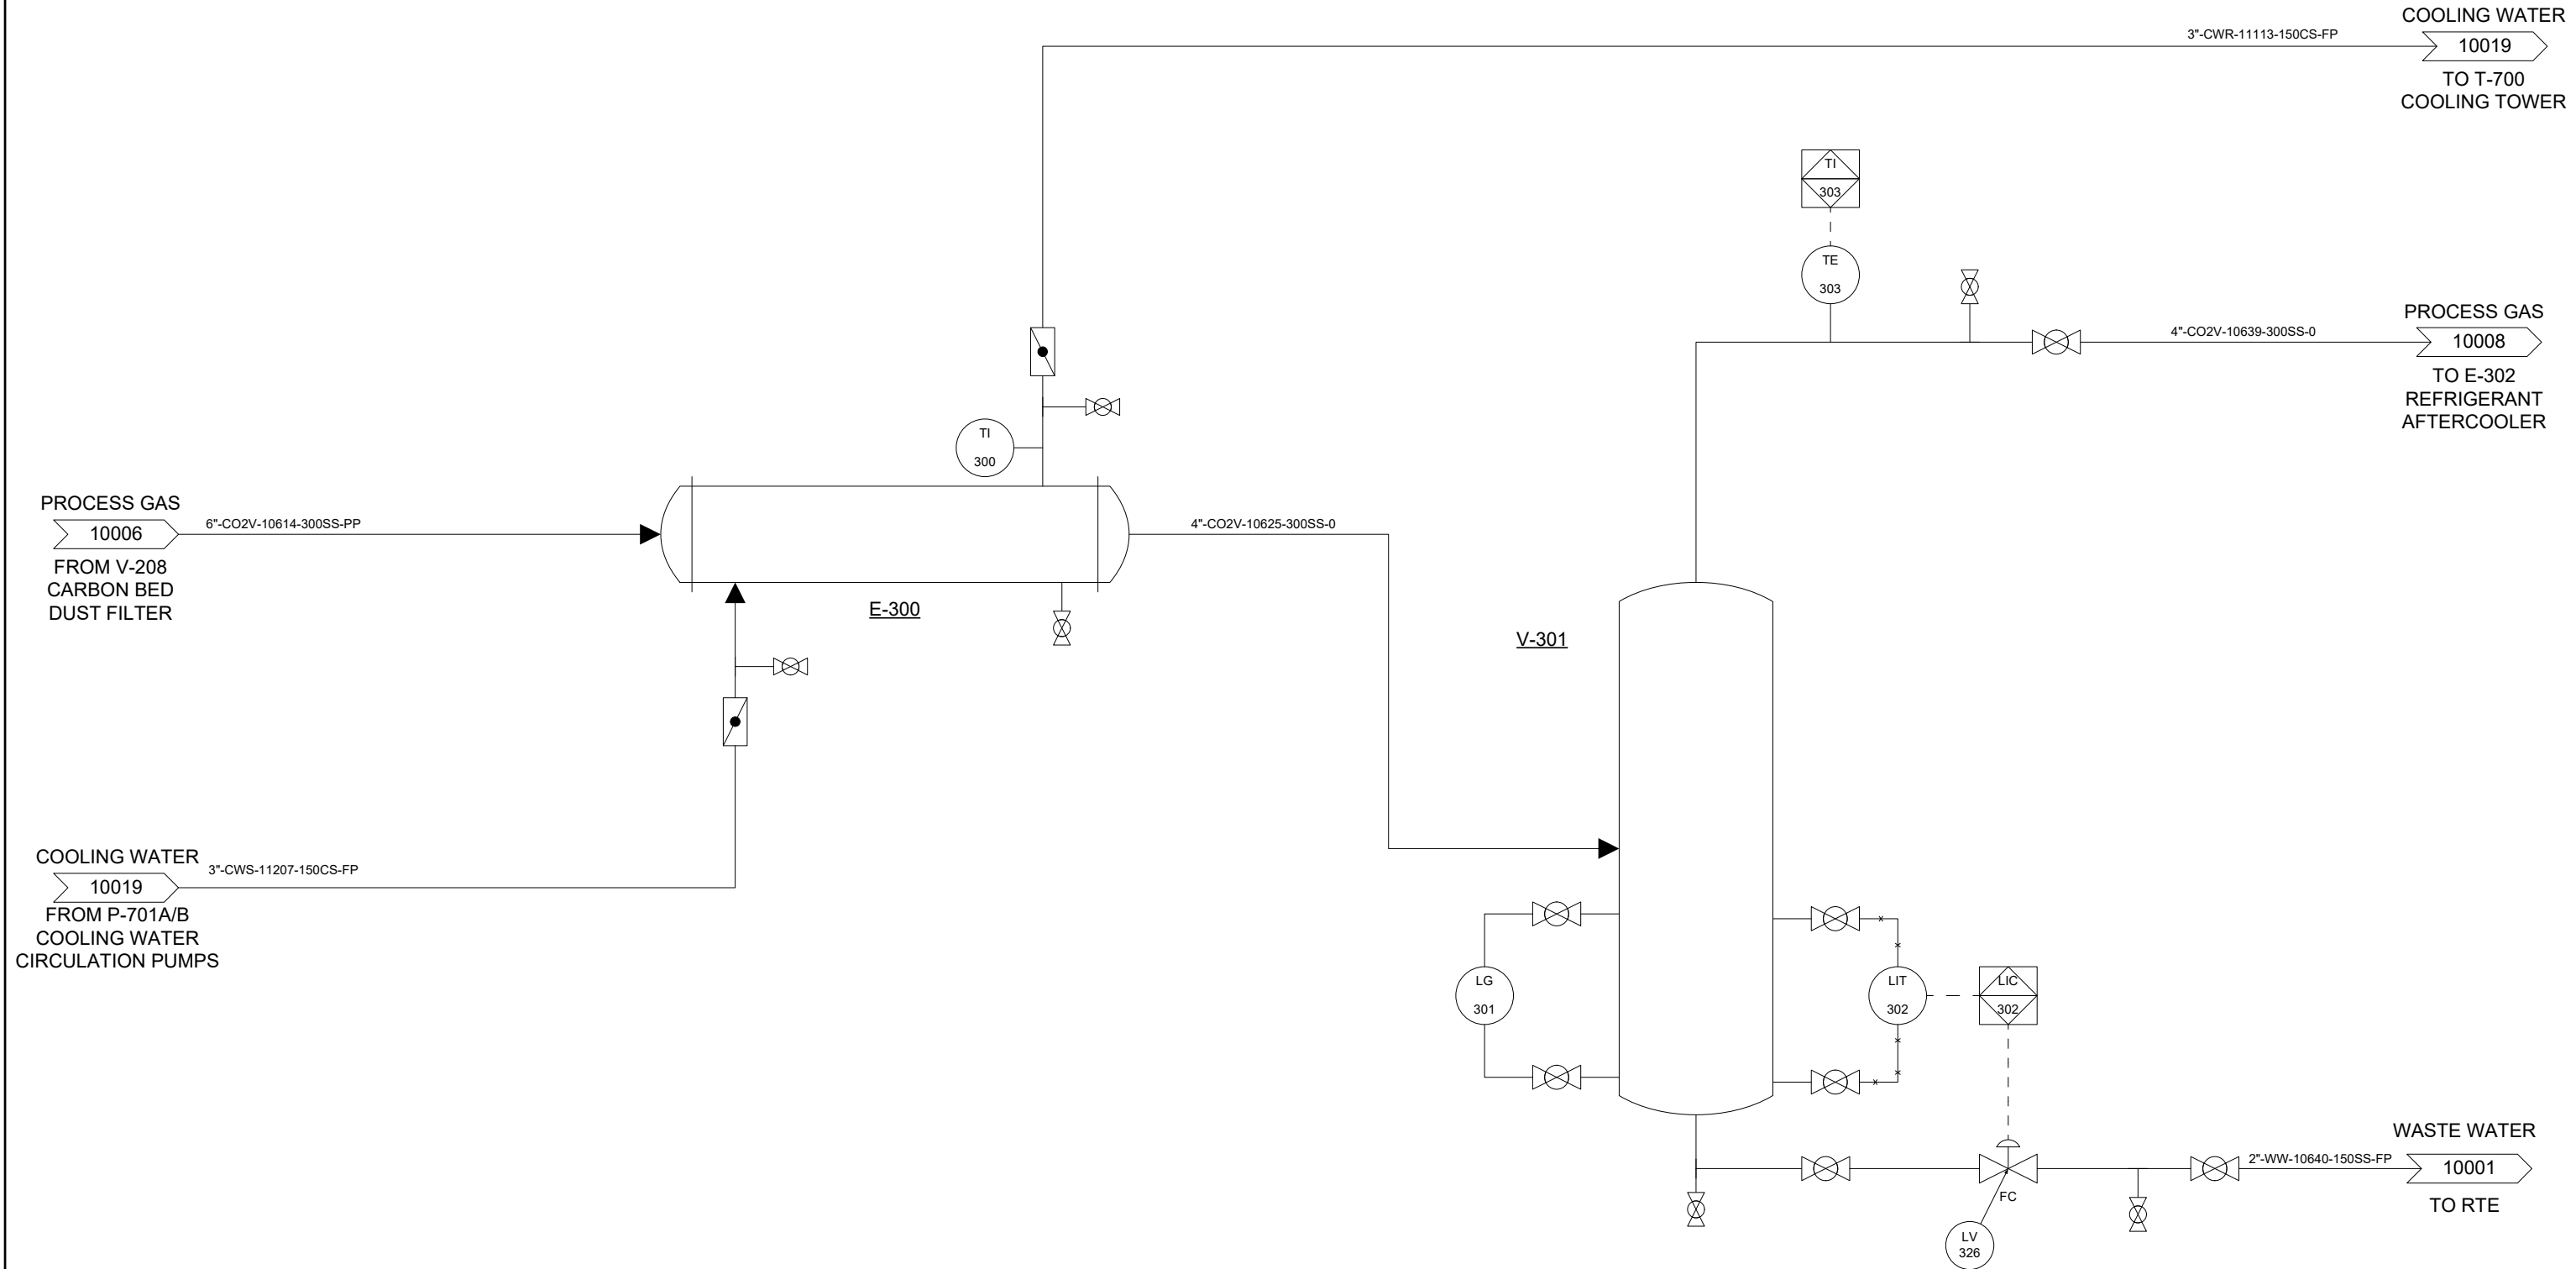 COOLING WATER
3"-CWR-11113-150CS-FP
10019
TO T-700
COOLING TOWER
TI
303
TE
303
PROCESS GAS
4"-CO2V-10639-300SS-0
10008
TO E-302
REFRIGERANT
AFTERCOOLER
TI
300
PROCESS GAS
6"-CO2V-10614-300SS-PP
10006
FROM V-208
CARBON BED
DUST FILTER
4"-CO2V-10625-300SS-0
E-300
V-301
COOLING WATER
3"-CWS-11207-150CS-FP
10019
FROM P-701A/B
COOLING WATER
CIRCULATION PUMPS
LG
301
LIT
302
LIC
302
WASTE WATER
2"-WW-10640-150SS-FP
10001
TO RTE
FC
LV
326